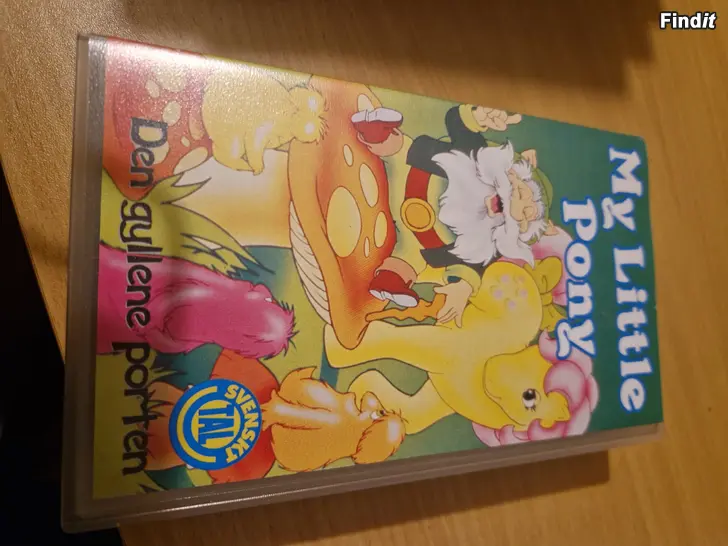 Findit
My Little
Pony
SVENSKT
TAL
Den gyllene porten